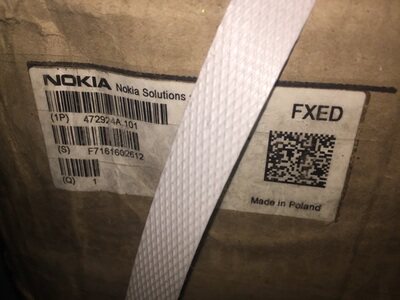 NOKIA Nokia Solutions
(1P) 472924A.101
(S) F7161602612
(Q) 1
FXED
Made in Poland